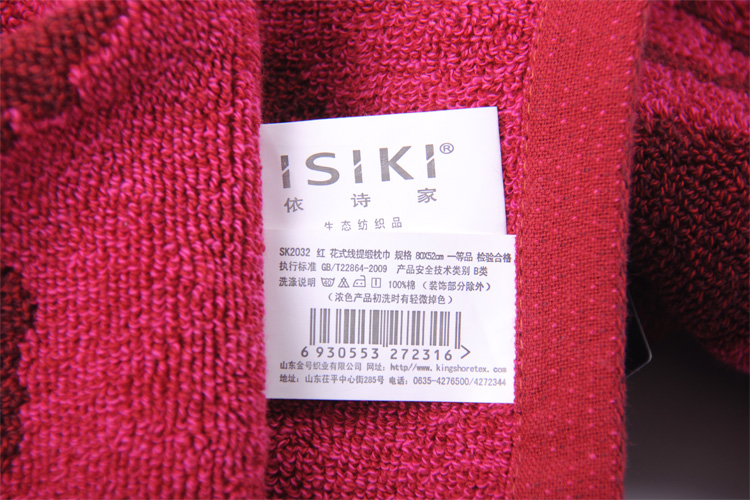 ISIKI®
依诗家
生态纺织品
SK2032 红 花式线提缎枕巾 规格 80X52cm 一等品 检验合格
执行标准 GB/T22864-2009 产品安全技术类别 B类
洗涤说明 100%棉 (装饰部分除外)
(浓色产品初洗时有轻微掉色)
6 930553 272316 >
山东金号织业有限公司 网址: http//www.kingshoretex.com
地址: 山东茌平中心街285号 电话: 0635-4276500/4272344